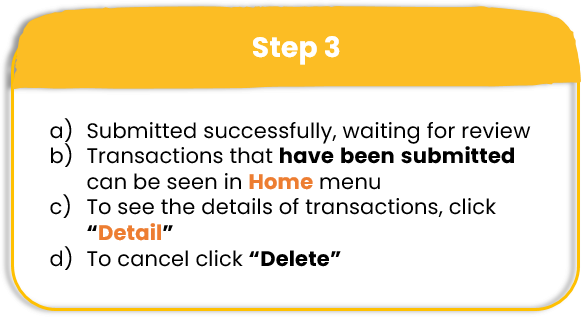 Step 3
a) Submitted successfully, waiting for review
b) Transactions that have been submitted
can be seen in Home menu
c) To see the details of transactions, click
“Detail”
d) To cancel click “Delete”